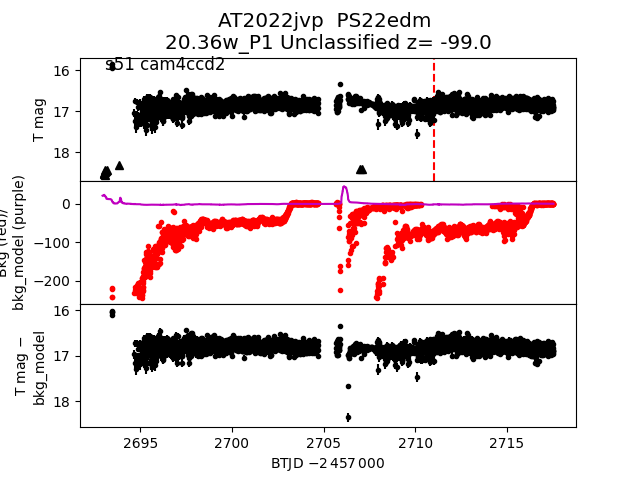 AT2022jvp  PS22edm
20.36w_P1 Unclassified z= -99.0
s51 cam4ccd2
T mag
16
17
18
Bkg (red)/
bkg_model (purple)
0
−100
−200
T mag −
bkg_model
16
17
18
2695
2700
2705
2710
2715
BTJD −2 457 000